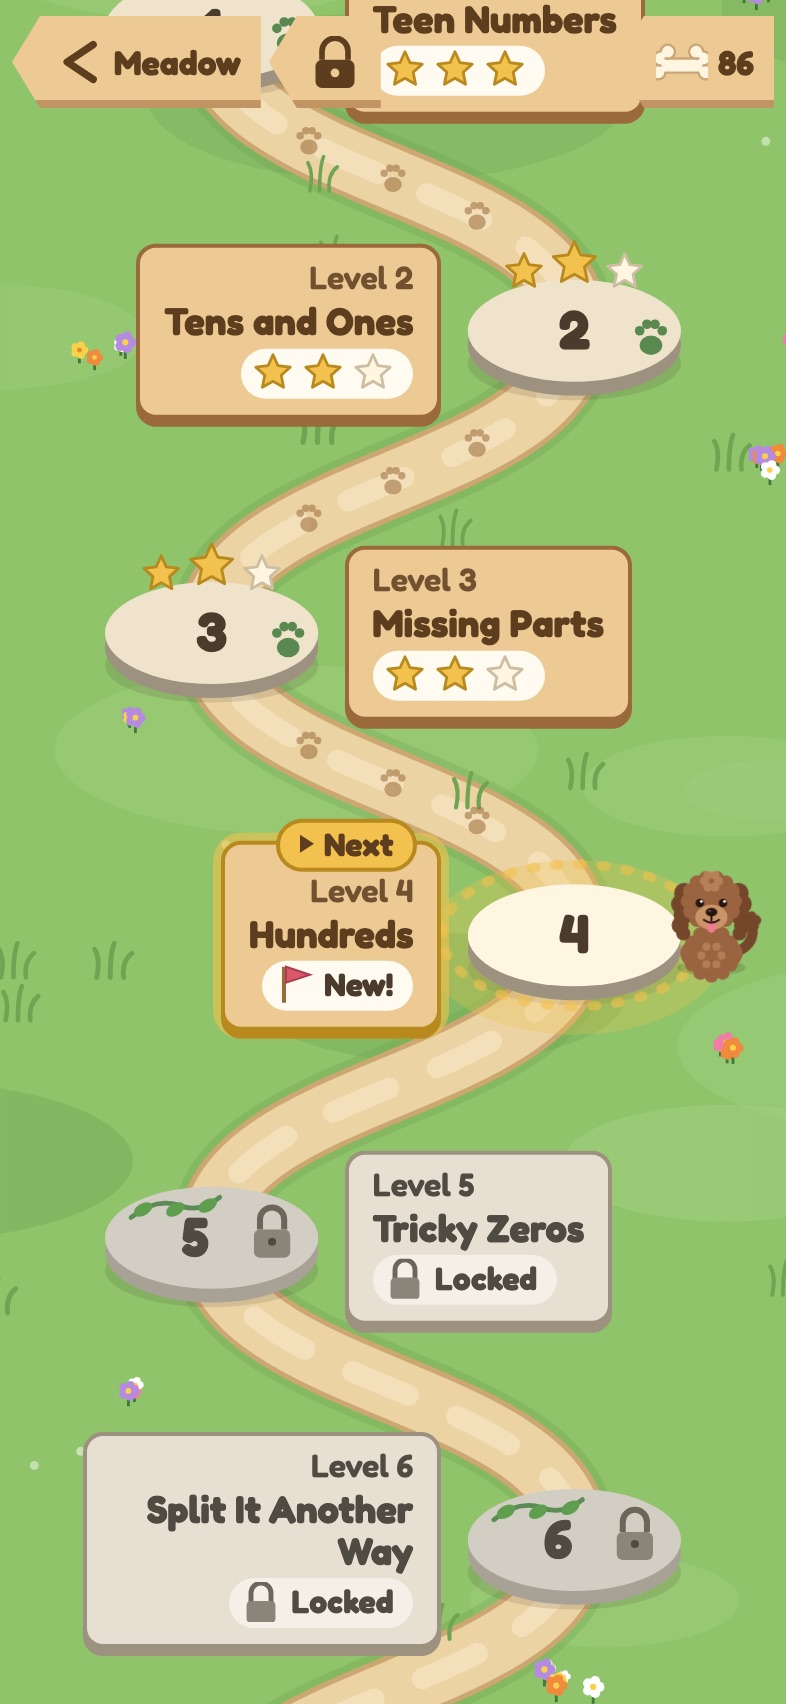 Teen Numbers
Meadow
86
Level 2
Tens and Ones
2
3
Level 3
Missing Parts
Next
Level 4
Hundreds
New!
4
Level 5
Tricky Zeros
Locked
5
Level 6
Split It Another
Way
Locked
6